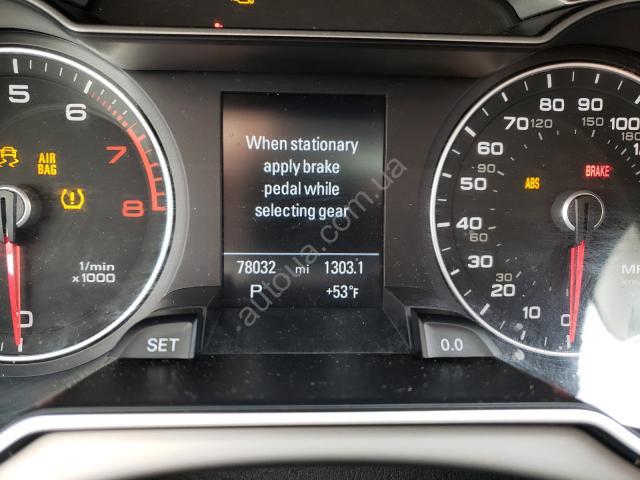 5
6
7
8
AIR
BAG
1/min
x1000
0
SET
When stationary
apply brake
pedal while
selecting gear
78032 mi 1303.1
P +53°F
autoua.com.ua
0.0
80
90
100
70
120
150
180
60
90
50
ABS
BRAKE
40
60
30
30
20
10
0